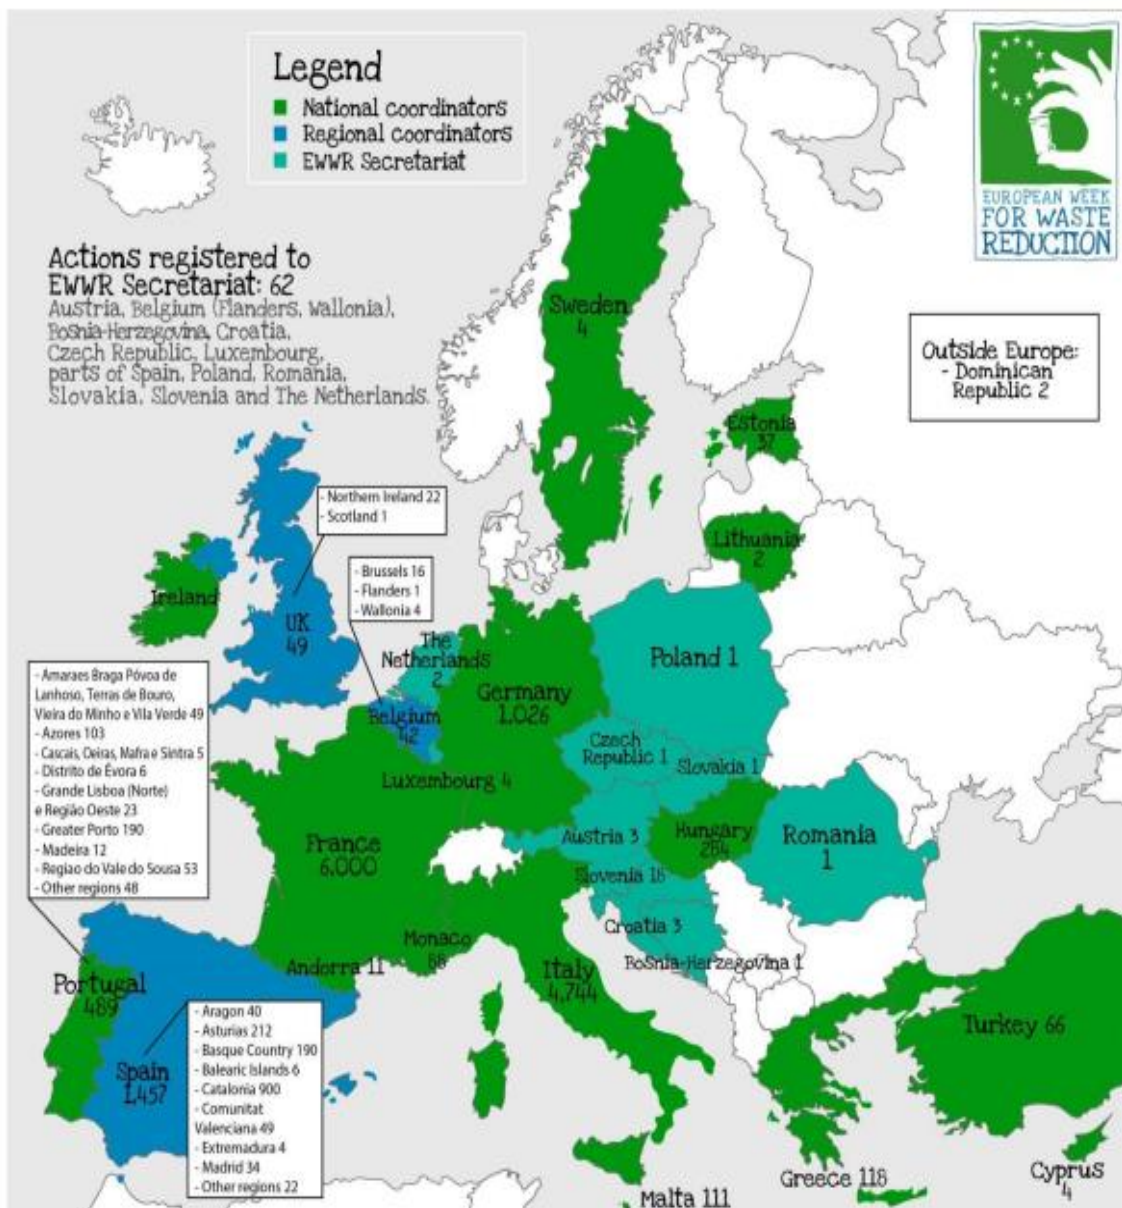 Legend
National coordinators
Regional coordinators
EWWR Secretariat
EUROPEAN WEEK
FOR WASTE
REDUCTION
Actions registered to
EWWR Secretariat: 62
Austria, Belgium (Flanders, Wallonia),
Bosnia-Herzegovina, Croatia,
Czech Republic, Luxembourg,
parts of Spain, Poland, Romania,
Slovakia, Slovenia and The Netherlands.
Outside Europe:
- Dominican
Republic 2
Sweden
4
Estonia
37
Lithuania
2
- Northern Ireland 22
- Scotland 1
Ireland
UK
49
- Brussels 16
- Flanders 1
- Wallonia 4
The
Netherlands
2
Belgium
42
Germany
1,026
Poland 1
Czech
Republic 1
Slovakia 1
Luxembourg 4
- Amaraes Braga Póvoa de
Lanhoso, Terras de Bouro,
Vieira do Minho e Vila Verde 49
- Azores 103
- Cascais, Oeiras, Mafra e Sintra 5
- Distrito de Évora 6
- Grande Lisboa (Norte)
e Região Oeste 23
- Greater Porto 190
- Madeira 12
- Regiao do Vale do Sousa 53
- Other regions 48
France
6,000
Austria 3
Hungary
Romania
1
Slovenia
Croatia 3
Bosnia-Herzegovina 1
Monaco
Andorra 11
Italy
4,744
Portugal
489
Spain
1,457
- Aragon 40
- Asturias 212
- Basque Country 190
- Balearic Islands 6
- Catalonia 900
- Comunitat
Valenciana 49
- Extremadura 4
- Madrid 34
- Other regions 22
Turkey 66
Greece 118
Cyprus
4
Malta 111